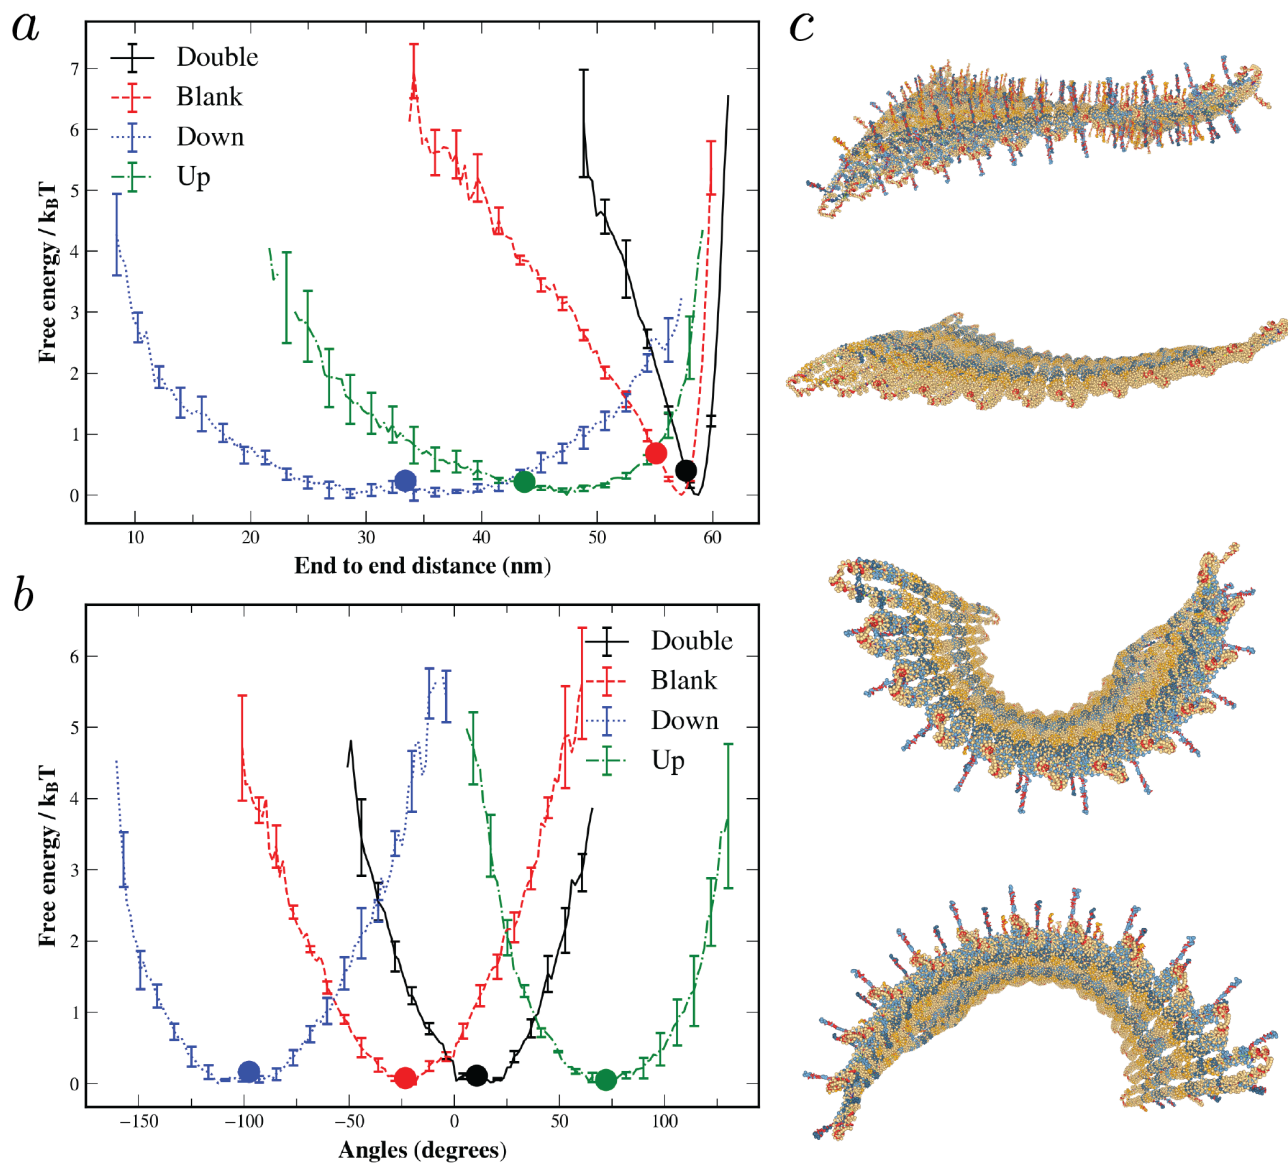 a
Double
Blank
Down
Up
7
6
5
4
3
2
1
0
Free energy / kBT
10 20 30 40 50 60
End to end distance (nm)
b
Double
Blank
Down
Up
6
5
4
3
2
1
0
Free energy / kBT
−150 −100 −50 0 50 100
Angles (degrees)
c